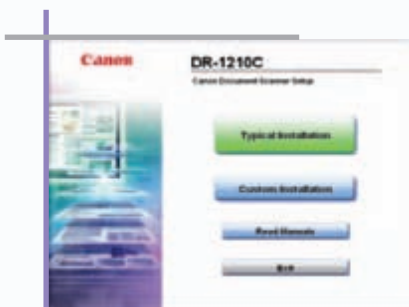 Canon
DR-1210C
Canon Document Scanner Setup
Typical Installation
Custom Installation
Read Manuals
Exit